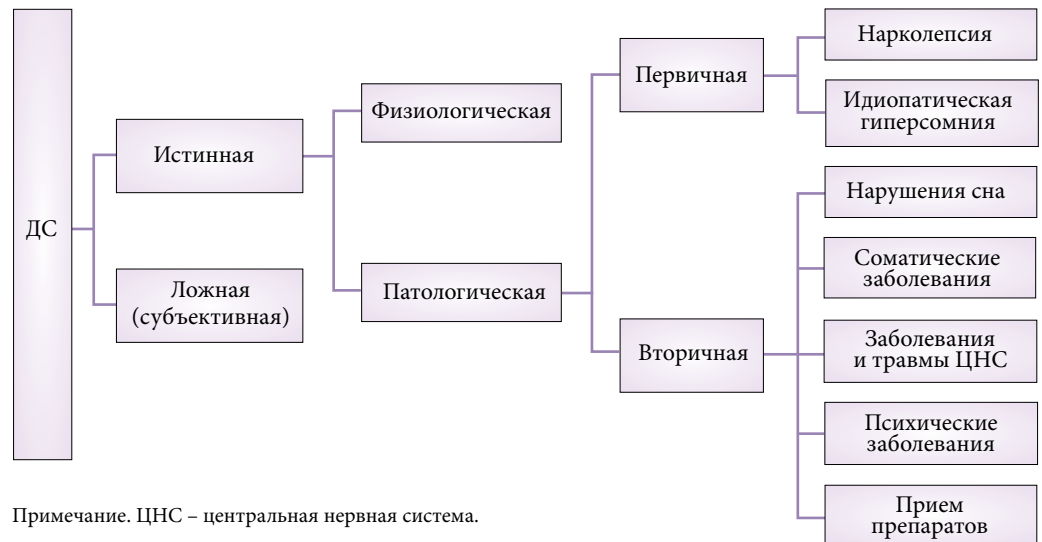 ДС
Истинная
Ложная
(субъективная)
Физиологическая
Патологическая
Первичная
Вторичная
Нарколепсия
Идиопатическая
гиперсомния
Нарушения сна
Соматические
заболевания
Заболевания
и травмы ЦНС
Психические
заболевания
Прием
препаратов
Примечание. ЦНС – центральная нервная система.